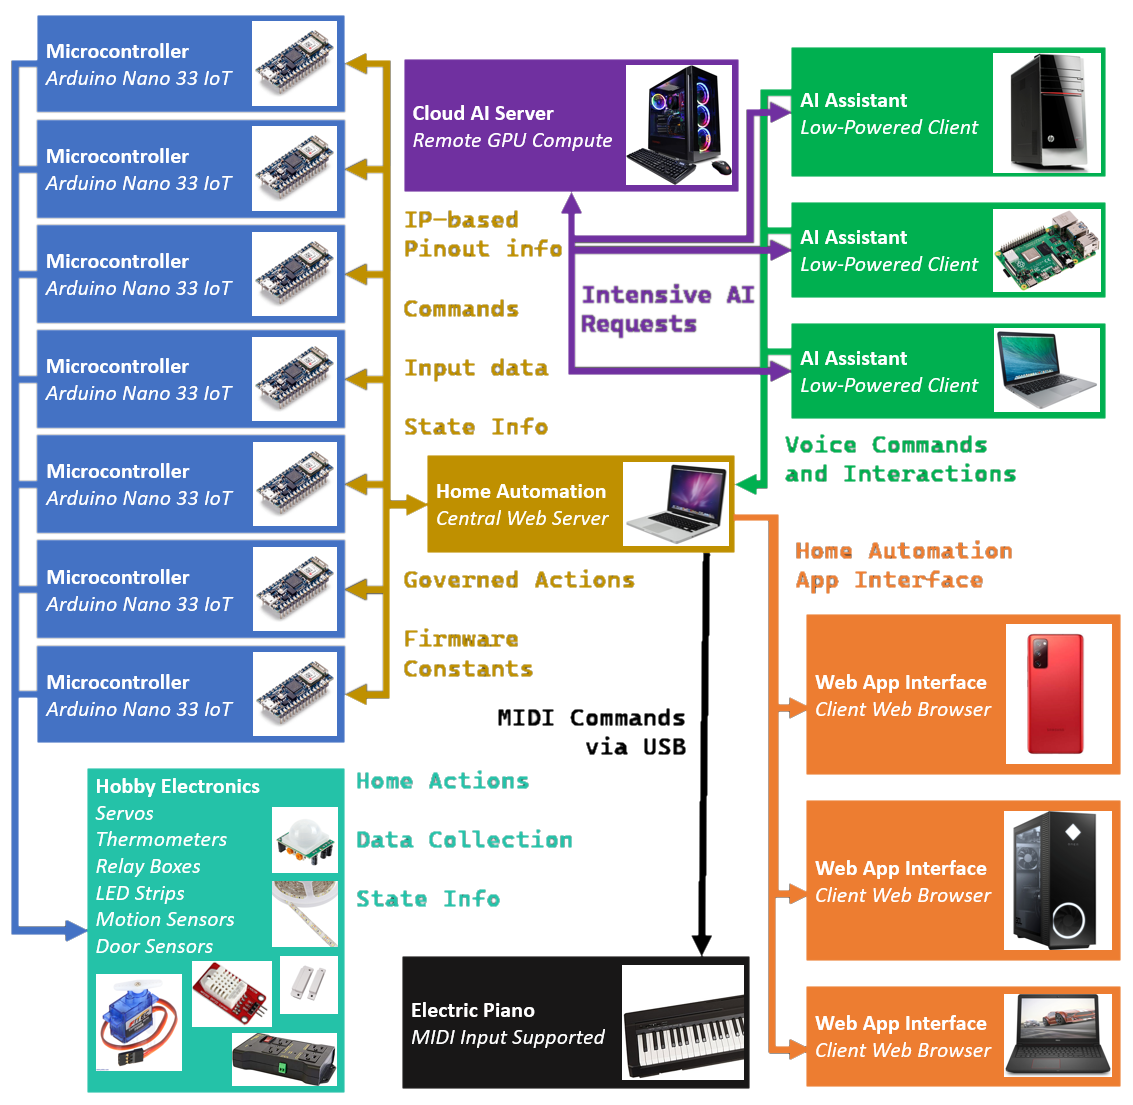 Microcontroller
Arduino Nano 33 IoT
Microcontroller
Arduino Nano 33 IoT
Microcontroller
Arduino Nano 33 IoT
Microcontroller
Arduino Nano 33 IoT
Microcontroller
Arduino Nano 33 IoT
Microcontroller
Arduino Nano 33 IoT
Microcontroller
Arduino Nano 33 IoT
Hobby Electronics
Servos
Thermometers
Relay Boxes
LED Strips
Motion Sensors
Door Sensors
Cloud AI Server
Remote GPU Compute
IP-based
Pinout info
Commands
Input data
State Info
Intensive AI
Requests
Home Automation
Central Web Server
Governed Actions
Firmware
Constants
MIDI Commands
via USB
Home Actions
Data Collection
State Info
Electric Piano
MIDI Input Supported
AI Assistant
Low-Powered Client
AI Assistant
Low-Powered Client
AI Assistant
Low-Powered Client
Voice Commands
and Interactions
Home Automation
App Interface
Web App Interface
Client Web Browser
Web App Interface
Client Web Browser
Web App Interface
Client Web Browser